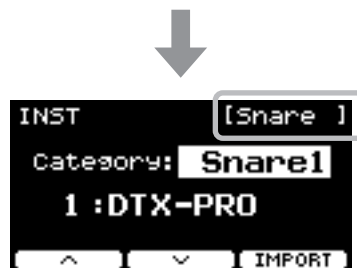 INST [Snare ]
Category: Snare1
1 :DTX-PRO
^ ⌄ IMPORT